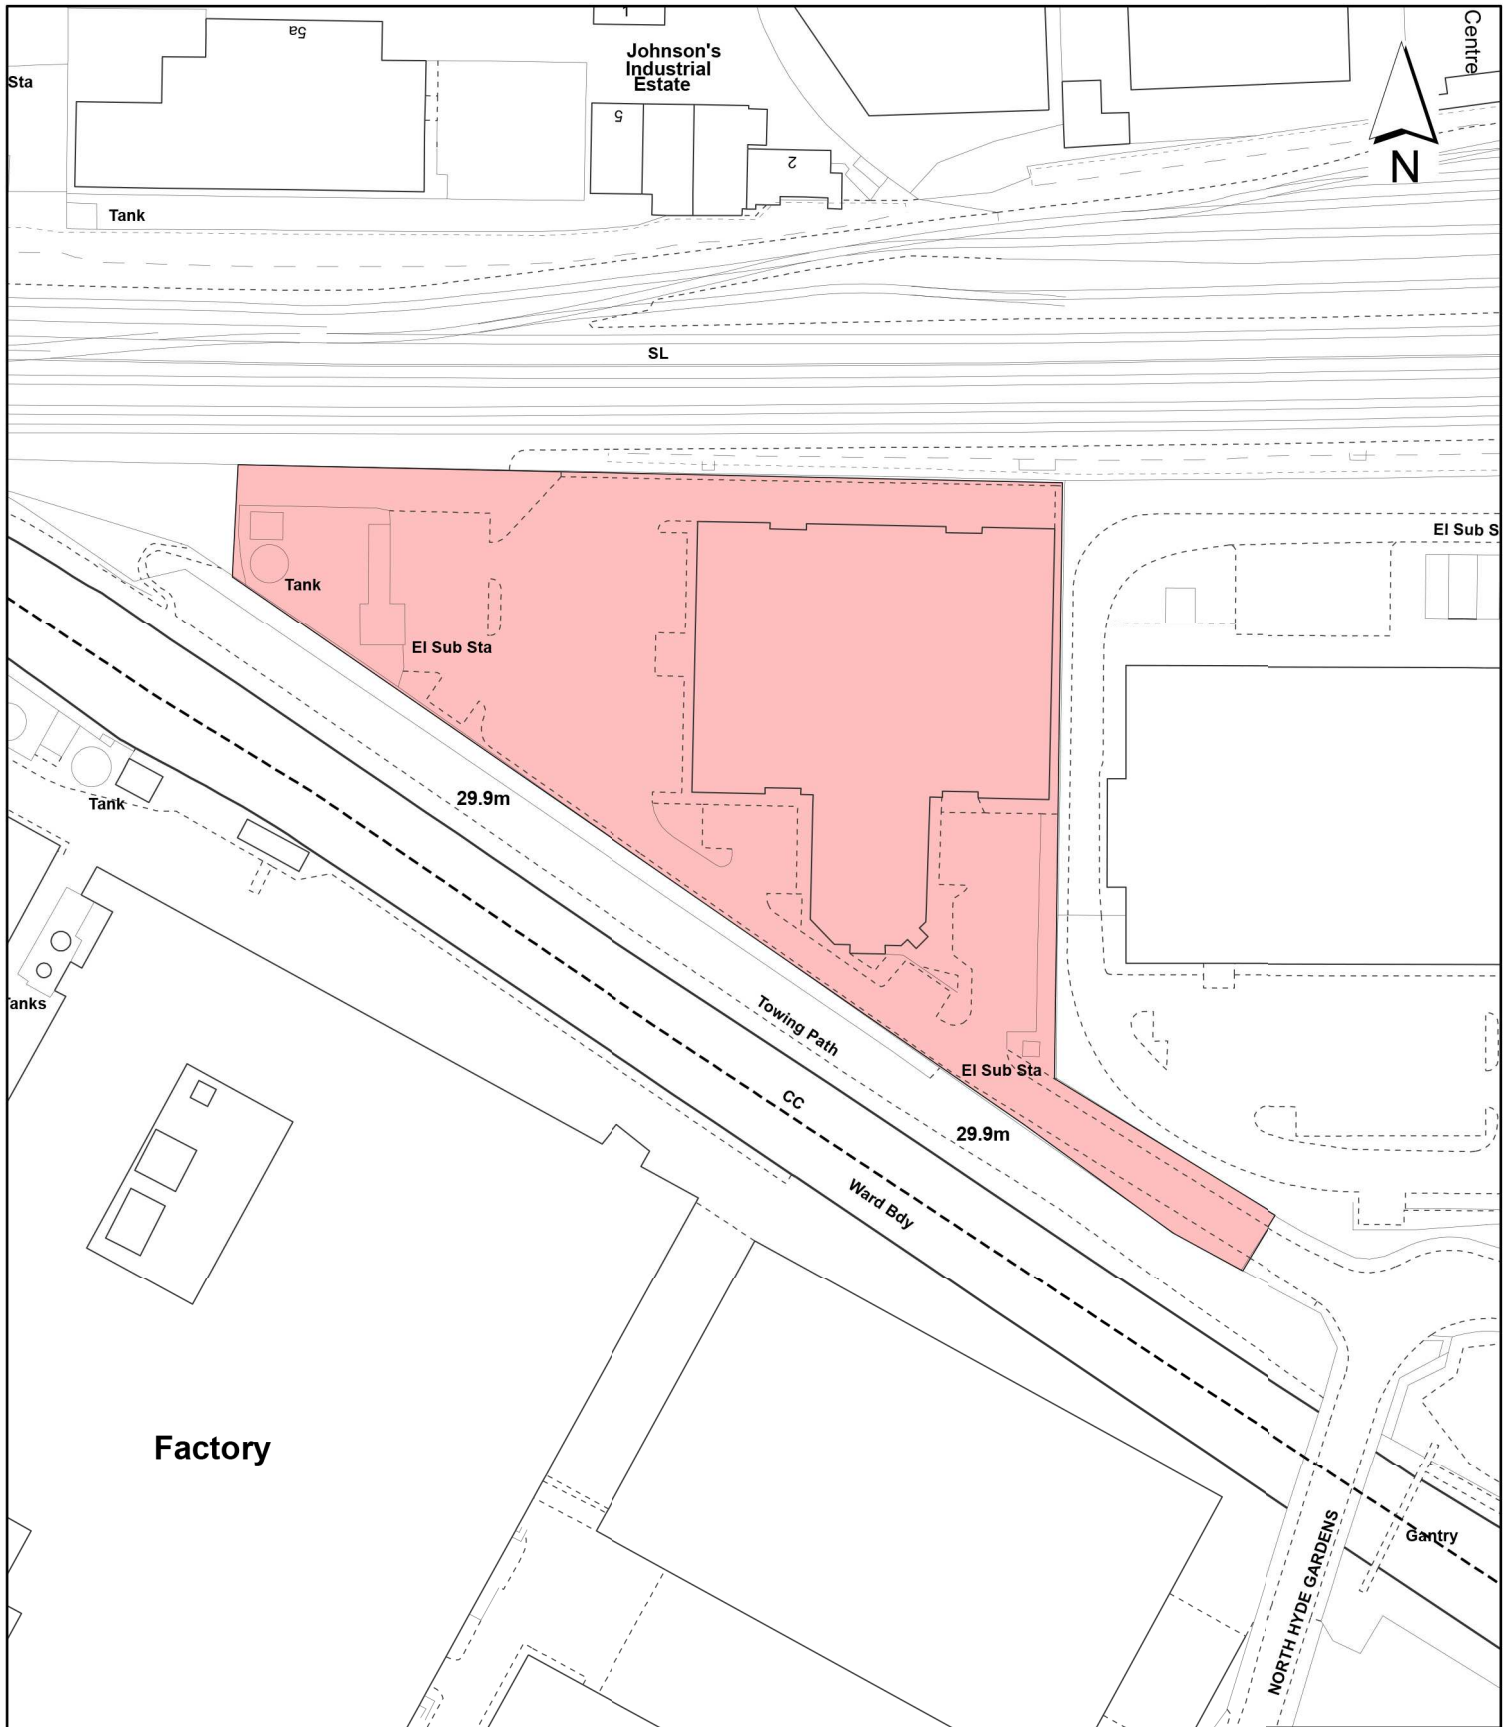 5a
Johnson's
Industrial
Estate
Centre
Sta
5
2
N
Tank
SL
El Sub S
Tank
El Sub Sta
29.9m
Tank
Towing Path
anks
El Sub Sta
CC
29.9m
Ward Bdy
Factory
Gantry
NORTH HYDE GARDENS